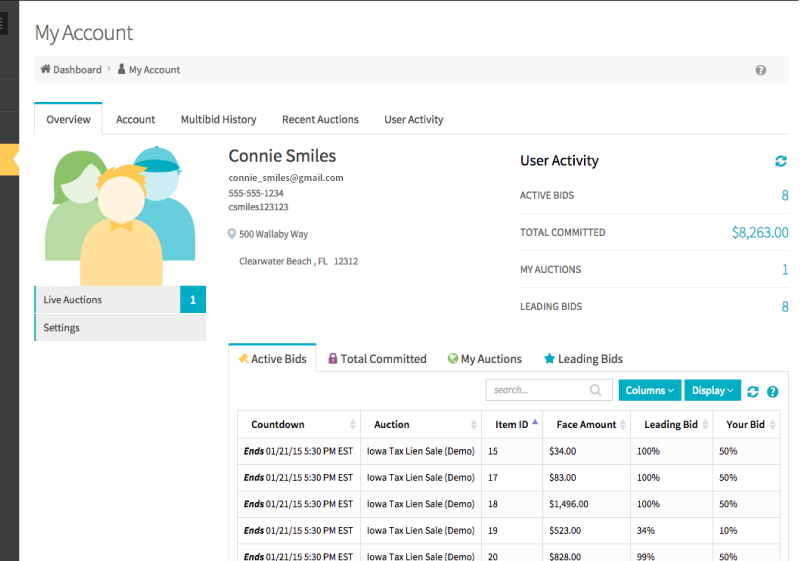 My Account
Dashboard > My Account
Overview Account Multibid History Recent Auctions User Activity
Connie Smiles
connie_smiles@gmail.com
555-555-1234
csmiles123123
500 Wallaby Way
Clearwater Beach , FL 12312
Live Auctions 1
Settings
User Activity
ACTIVE BIDS 8
TOTAL COMMITTED $8,263.00
MY AUCTIONS 1
LEADING BIDS 8
Active Bids Total Committed My Auctions Leading Bids
search... Columns Display ?
Countdown Auction Item ID Face Amount Leading Bid Your Bid
Ends 01/21/15 5:30 PM EST Iowa Tax Lien Sale (Demo) 15 $34.00 100% 50%
Ends 01/21/15 5:30 PM EST Iowa Tax Lien Sale (Demo) 17 $83.00 100% 50%
Ends 01/21/15 5:30 PM EST Iowa Tax Lien Sale (Demo) 18 $1,496.00 100% 50%
Ends 01/21/15 5:30 PM EST Iowa Tax Lien Sale (Demo) 19 $523.00 34% 10%
Ends 01/21/15 5:30 PM EST Iowa Tax Lien Sale (Demo) 20 $828.00 99% 50%